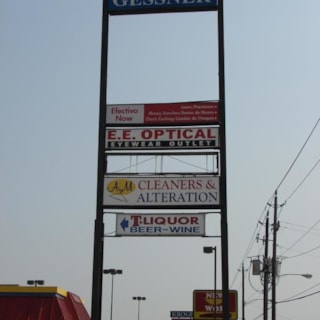 GESSNER
Efectivo
Now
E.E. OPTICAL
EYEWEAR OUTLET
A&M
CLEANERS &
ALTERATION
T-LIQUOR
BEER-WINE